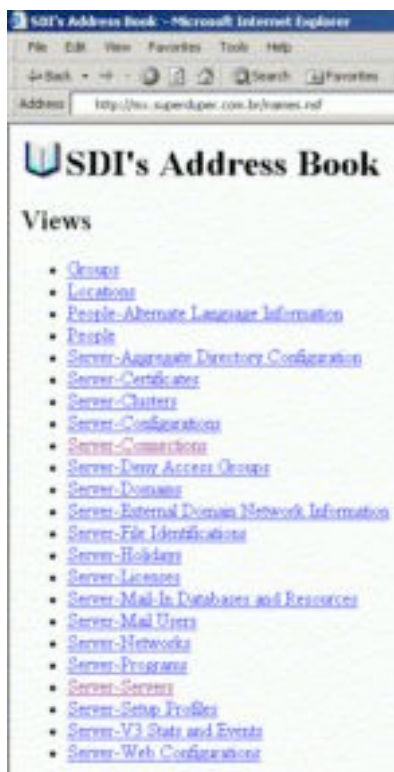 SDI's Address Book - Microsoft Internet Explorer
File Edit View Favorites Tools Help
Back Search Favorites
Address names.nsf
SDI's Address Book
Views
Groups
Locations
People-Alternate Language Information
People
Server-Aggregate Directory Configuration
Server-Certificates
Server-Clusters
Server-Configurations
Server-Connections
Server-Deny Access Groups
Server-Domains
Server-External Domain Network Information
Server-File Identifications
Server-Holidays
Server-Licenses
Server-Mail-In Databases and Resources
Server-Mail Users
Server-Networks
Server-Programs
Server-Servers
Server-Setup Profiles
Server-V3 Stats and Events
Server-Web Configurations